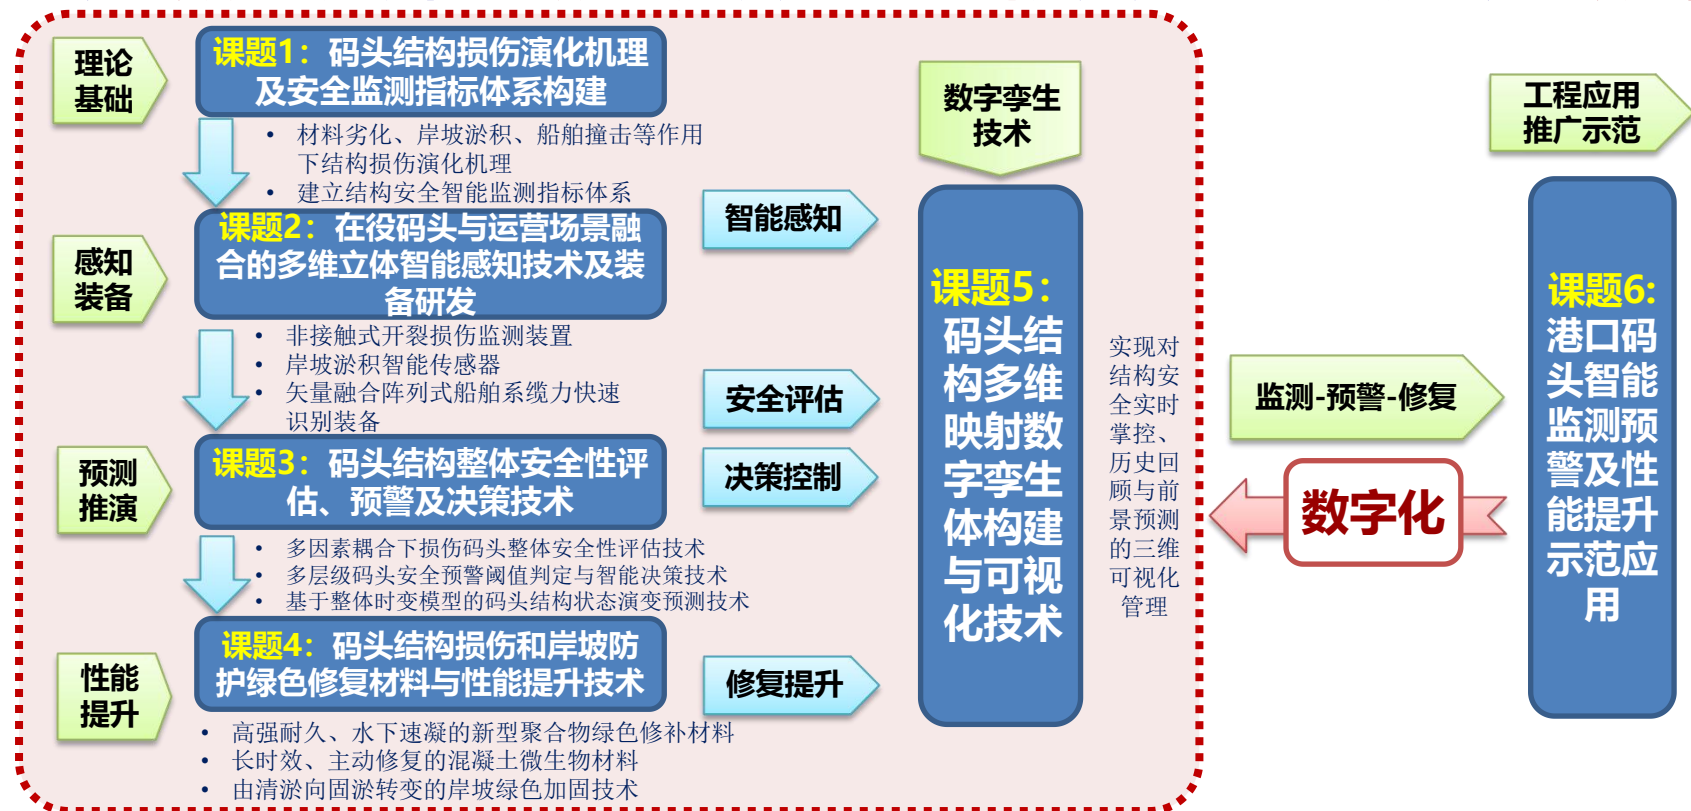 理论
基础
课题1：码头结构损伤演化机理
及安全监测指标体系构建
• 材料劣化、岸坡淤积、船舶撞击等作用
下结构损伤演化机理
• 建立结构安全智能监测指标体系
感知
装备
课题2：在役码头与运营场景融
合的多维立体智能感知技术及装
备研发
• 非接触式开裂损伤监测装置
• 岸坡淤积智能传感器
• 矢量融合阵列式船舶系缆力快速
识别装备
预测
推演
课题3：码头结构整体安全性评
估、预警及决策技术
• 多因素耦合下损伤码头整体安全性评估技术
• 多层级码头安全预警阈值判定与智能决策技术
• 基于整体时变模型的码头结构状态演变预测技术
性能
提升
课题4：码头结构损伤和岸坡防
护绿色修复材料与性能提升技术
• 高强耐久、水下速凝的新型聚合物绿色修补材料
• 长时效、主动修复的混凝土微生物材料
• 由清淤向固淤转变的岸坡绿色加固技术
智能感知
安全评估
决策控制
修复提升
数字孪生
技术
课题5：
码头结
构多维
映射数
字孪生
体构建
与可视
化技术
实现对
结构安
全实时
掌控、
历史回
顾与前
景预测
的三维
可视化
管理
监测-预警-修复
数字化
工程应用
推广示范
课题6:
港口码
头智能
监测预
警及性
能提升
示范应
用